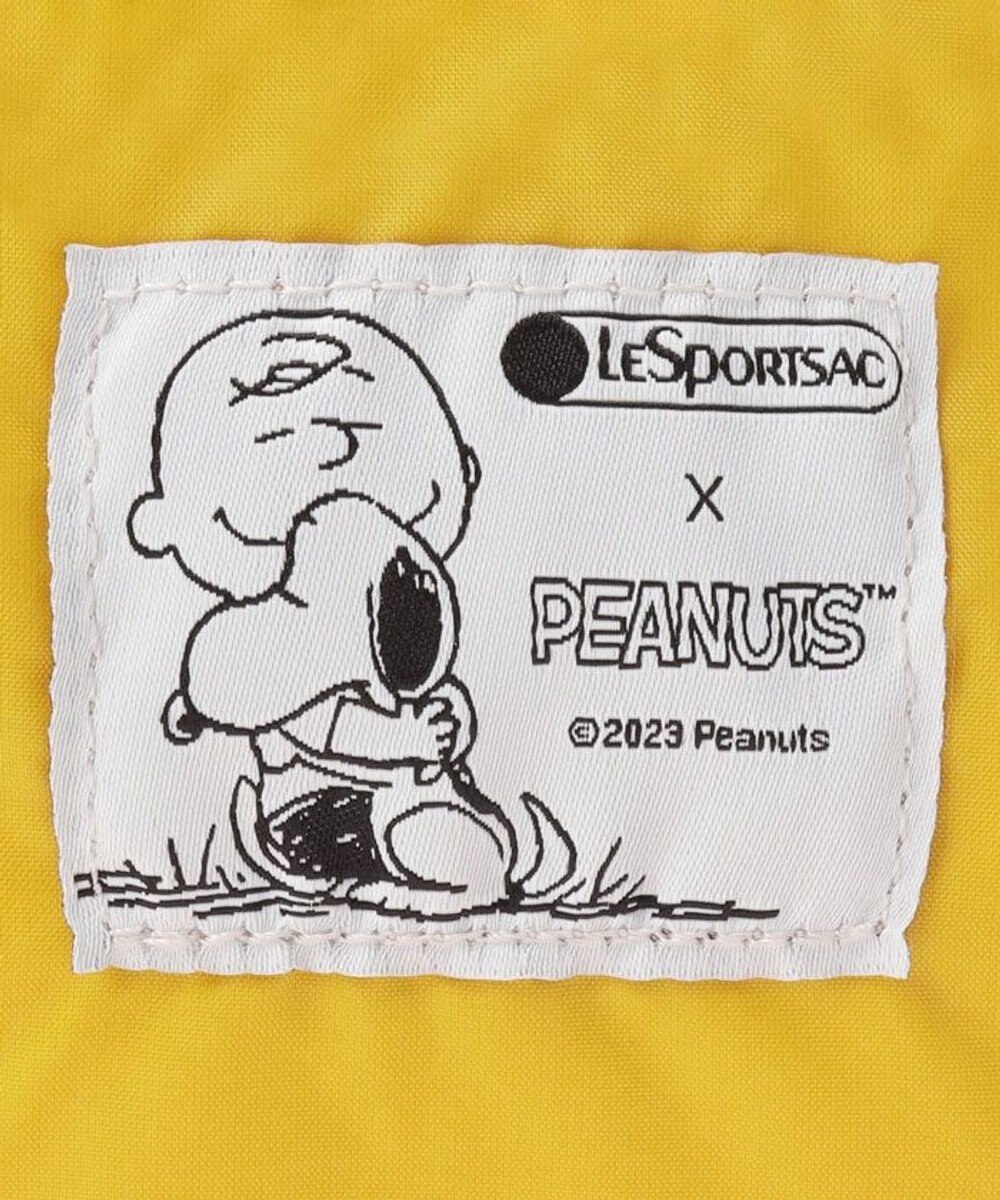 LeSportsac
X
PEANUTS™
©2023 Peanuts